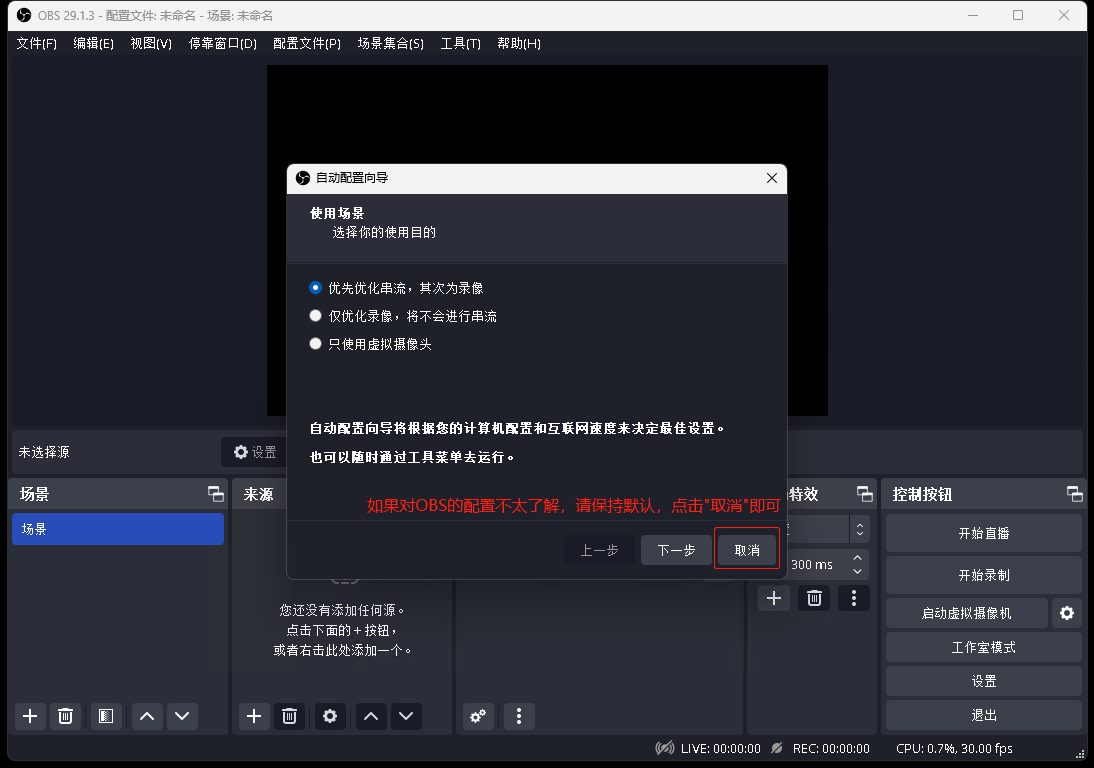 OBS 29.1.3 - 配置文件: 未命名 - 场景: 未命名
文件(F) 编辑(E) 视图(V) 停靠窗口(D) 配置文件(P) 场景集合(S) 工具(T) 帮助(H)
自动配置向导
使用场景
选择你的使用目的
优先优化串流，其次为录像
仅优化录像，将不会进行串流
只使用虚拟摄像头
自动配置向导将根据您的计算机配置和互联网速度来决定最佳设置。
也可以随时通过工具菜单去运行。
如果对OBS的配置不太了解，请保持默认，点击"取消"即可
上一步 下一步 取消
未选择源 设置
场景 来源 特效 控制按钮
场景
300 ms
您还没有添加任何源。
点击下面的 + 按钮，
或者右击此处添加一个。
开始直播
开始录制
启动虚拟摄像机
工作室模式
设置
退出
LIVE: 00:00:00 REC: 00:00:00 CPU: 0.7%, 30.00 fps